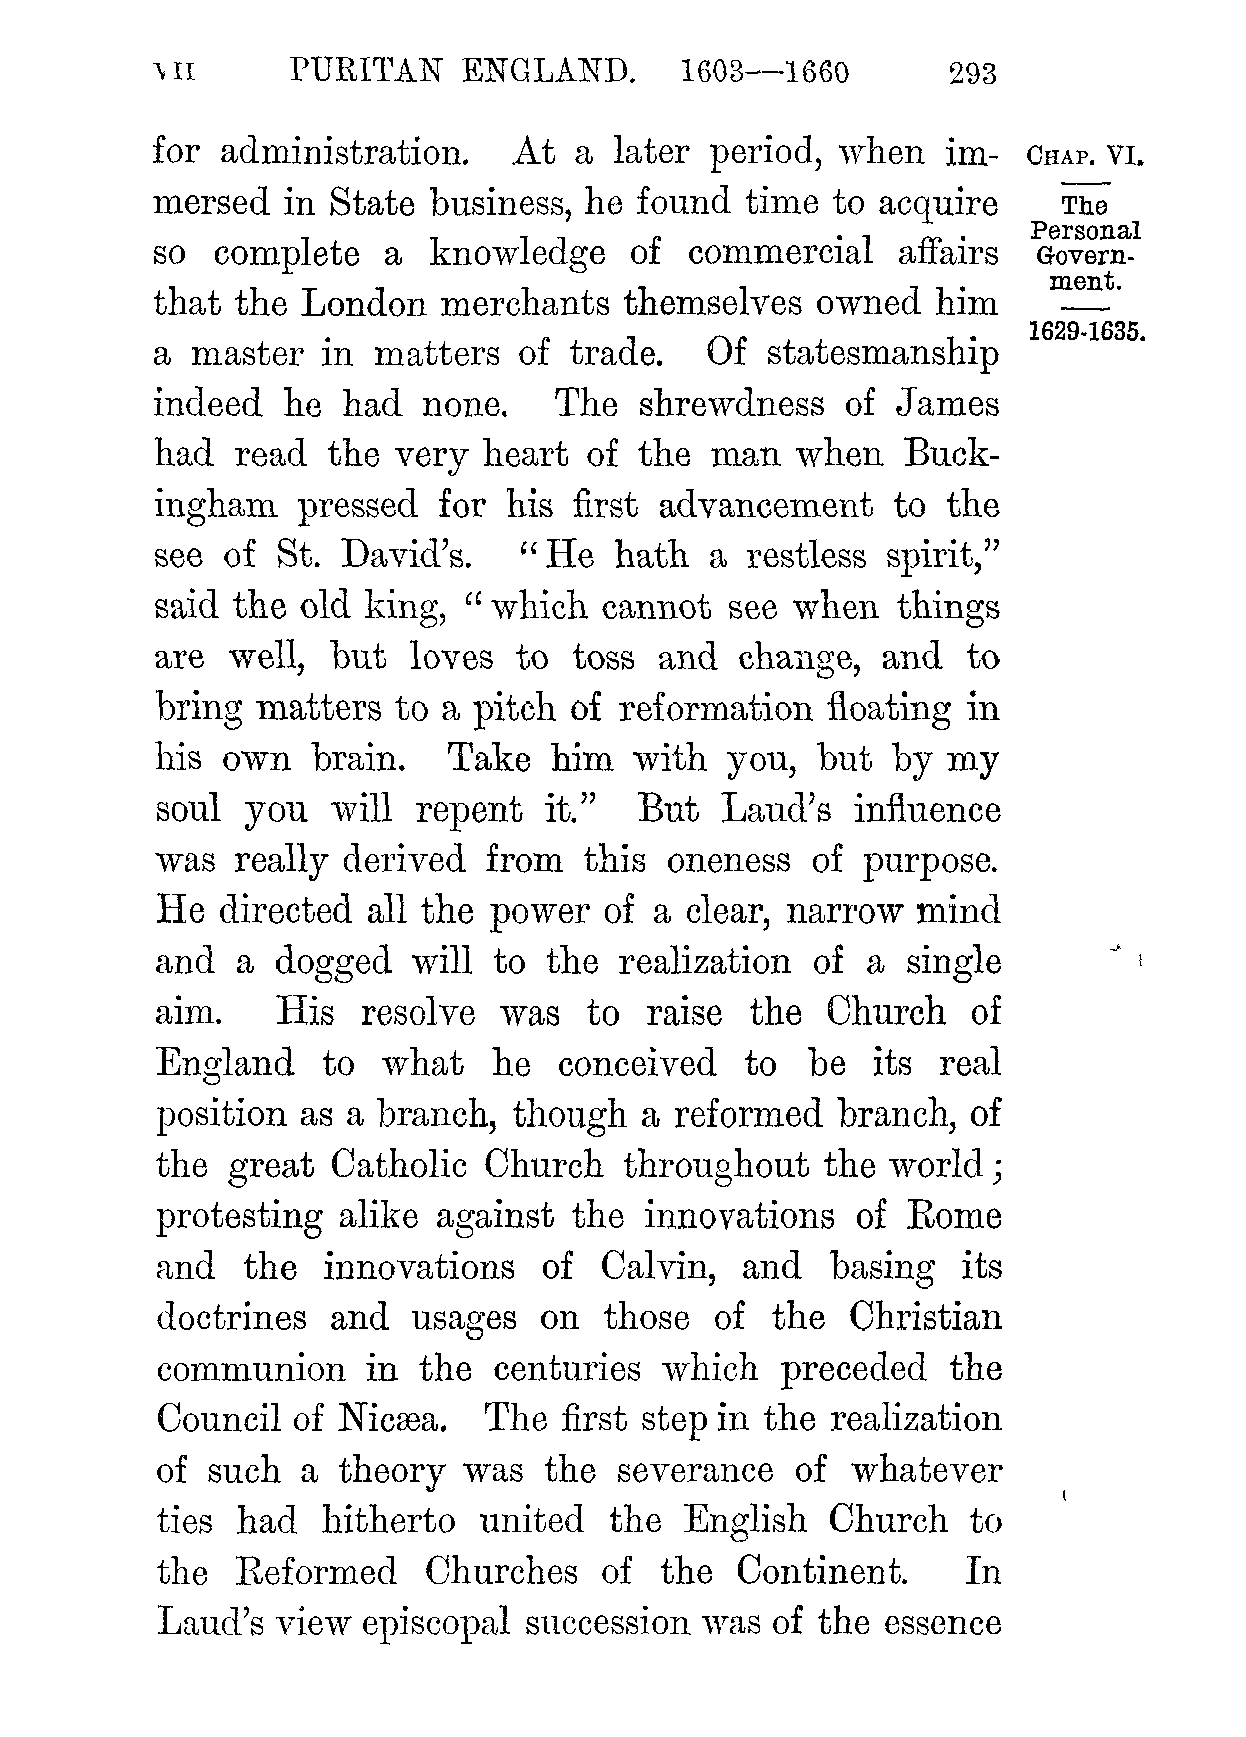 VII PURITAN ENGLAND. 1603—1660 293
for administration. At a later period, when im-
mersed in State business, he found time to acquire
so complete a knowledge of commercial affairs
that the London merchants themselves owned him
a master in matters of trade. Of statesmanship
indeed he had none. The shrewdness of James
had read the very heart of the man when Buck-
ingham pressed for his first advancement to the
see of St. David's. "He hath a restless spirit,"
said the old king, "which cannot see when things
are well, but loves to toss and change, and to
bring matters to a pitch of reformation floating in
his own brain. Take him with you, but by my
soul you will repent it." But Laud's influence
was really derived from this oneness of purpose.
He directed all the power of a clear, narrow mind
and a dogged will to the realization of a single
aim. His resolve was to raise the Church of
England to what he conceived to be its real
position as a branch, though a reformed branch, of
the great Catholic Church throughout the world;
protesting alike against the innovations of Rome
and the innovations of Calvin, and basing its
doctrines and usages on those of the Christian
communion in the centuries which preceded the
Council of Nicæa. The first step in the realization
of such a theory was the severance of whatever
ties had hitherto united the English Church to
the Reformed Churches of the Continent. In
Laud's view episcopal succession was of the essence
CHAP. VI.
The
Personal
Govern-
ment.
1629-1635.